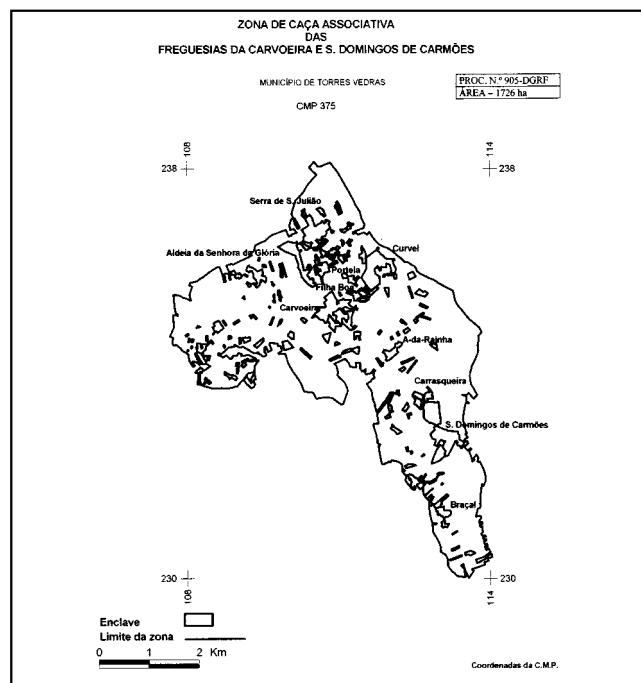 ZONA DE CAÇA ASSOCIATIVA
DAS
FREGUESIAS DA CARVOEIRA E S. DOMINGOS DE CARMÕES
MUNICÍPIO DE TORRES VEDRAS
PROC. N.º 905-DGRF
ÁREA – 1726 ha
CMP 375
108
114
238
238
Serra de S. Julião
Aldeia da Senhora da Glória
Curvel
Portela
Filha Boa
Carvoeira
A-da-Rainha
Carrasqueira
S. Domingos de Carmões
Braçal
230
230
108
114
Enclave
Limite da zona
0 1 2 Km
Coordenadas da C.M.P.